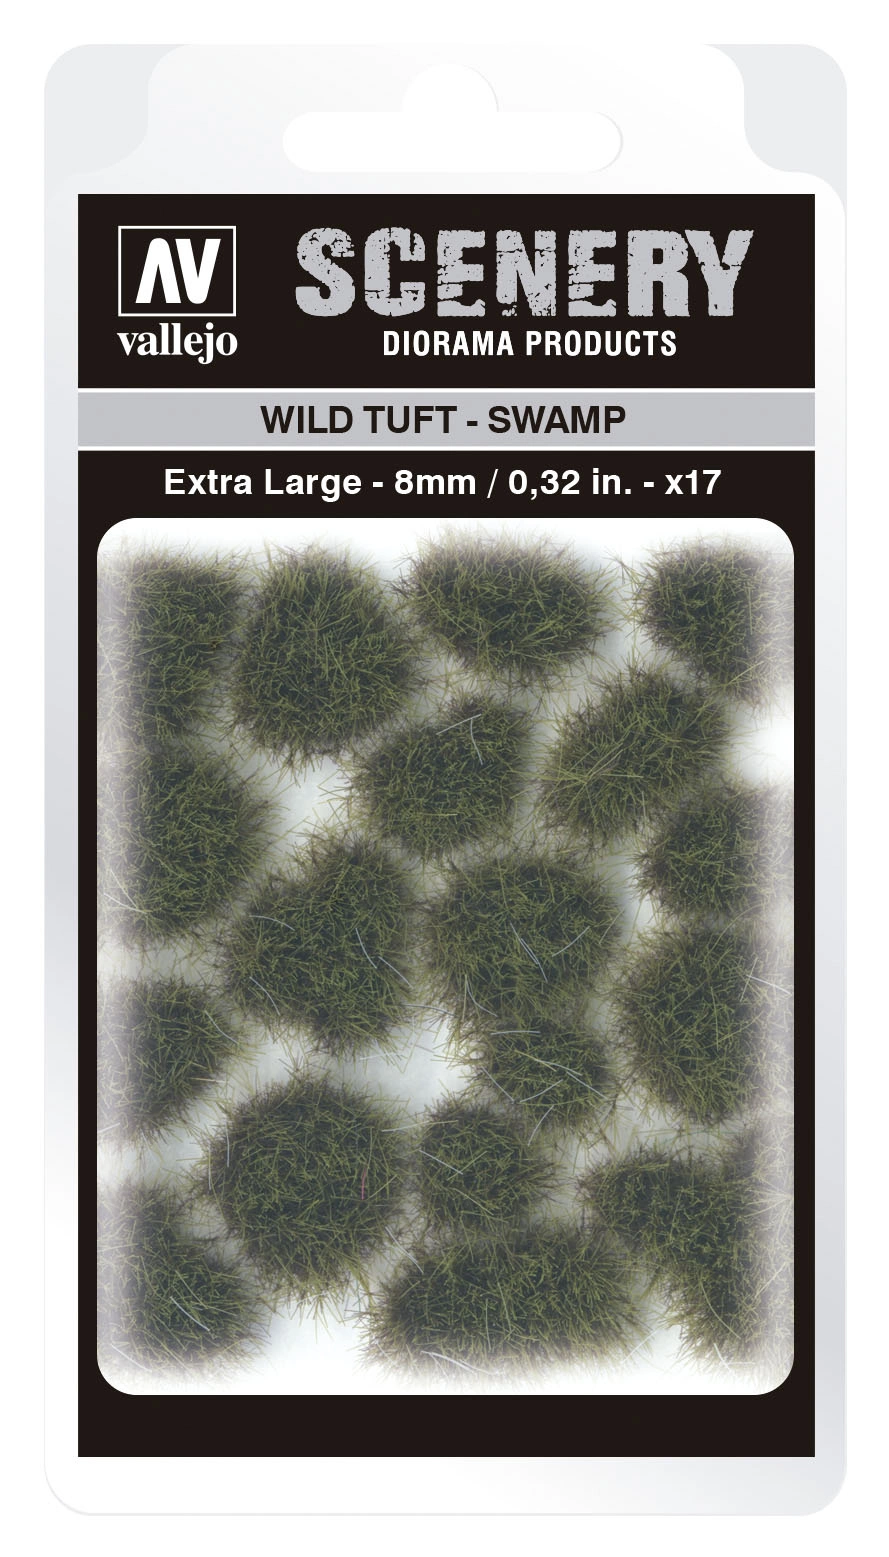 AV
vallejo
SCENERY
DIORAMA PRODUCTS
WILD TUFT - SWAMP
Extra Large - 8mm / 0,32 in. - x17